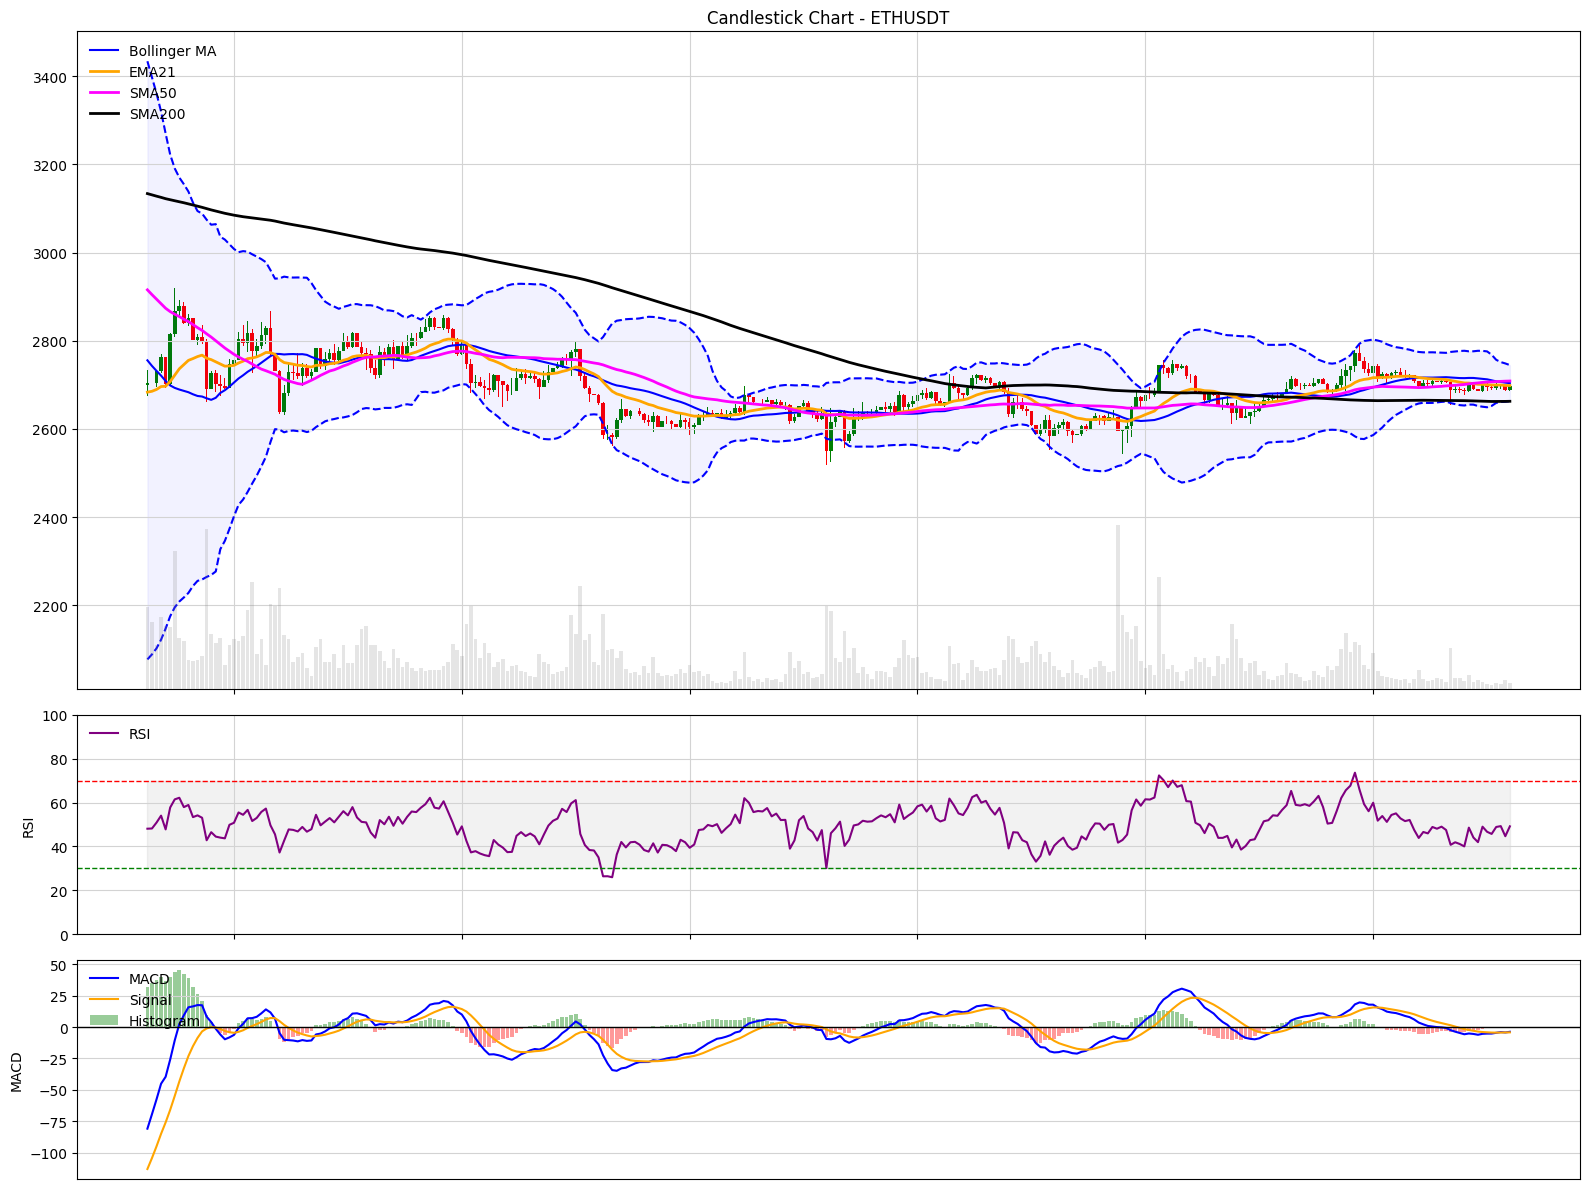 Candlestick Chart - ETHUSDT
Bollinger MA
EMA21
SMA50
SMA200
3400
3200
3000
2800
2600
2400
2200
RSI
100
80
60
40
20
0
RSI
MACD
Signal
Histogram
50
25
0
−25
−50
−75
−100
MACD